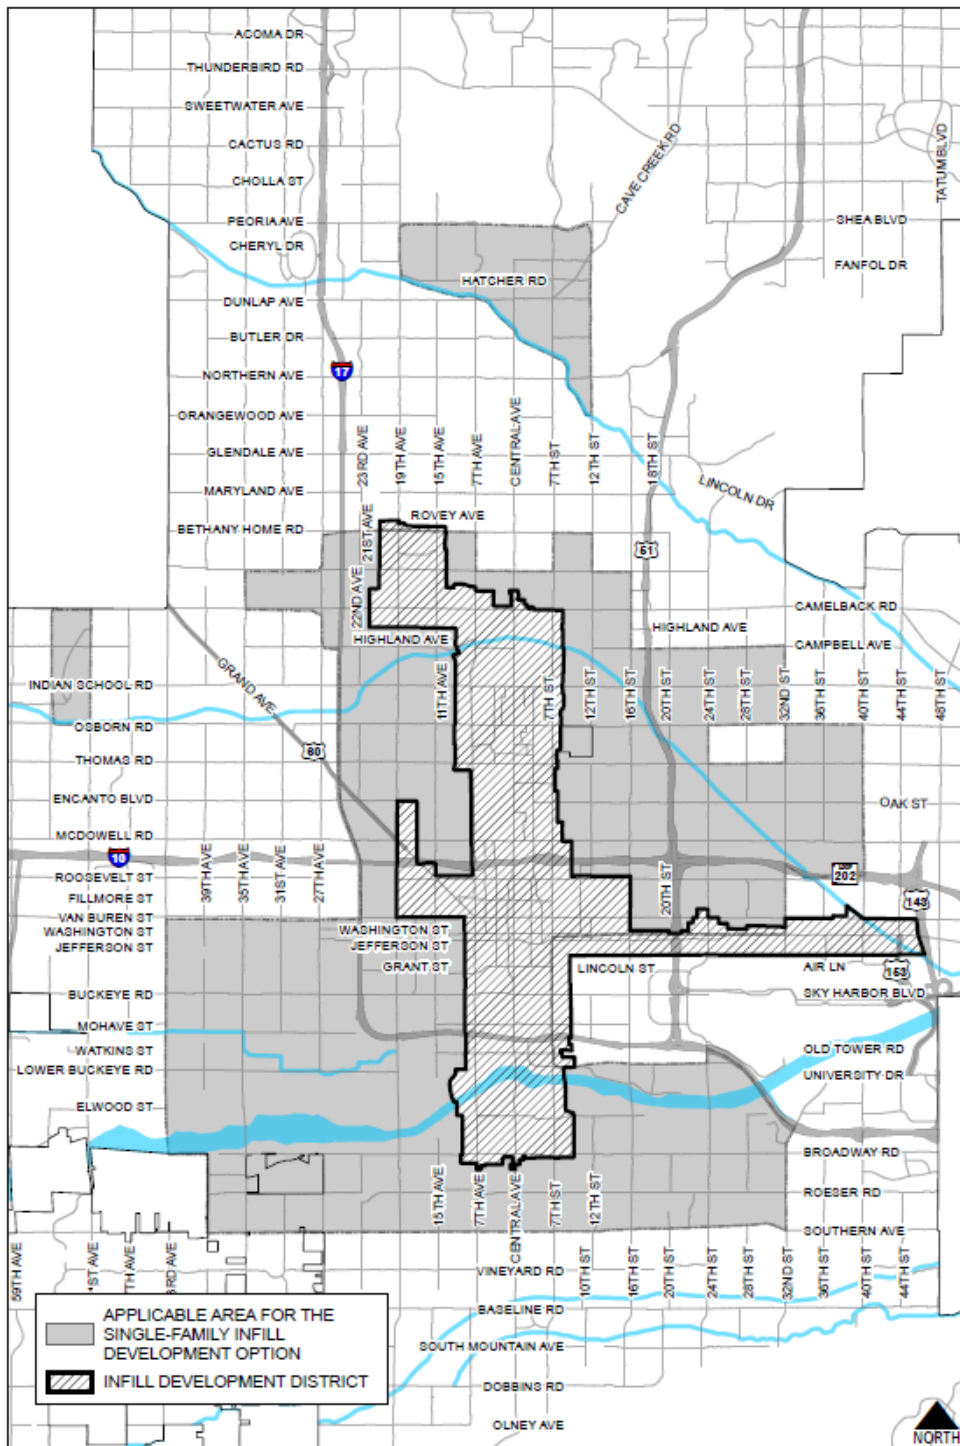 ACOMA DR
THUNDERBIRD RD
SWEETWATER AVE
CACTUS RD
CHOLLA ST
PEORIA AVE
CHERYL DR
DUNLAP AVE
BUTLER DR
NORTHERN AVE
ORANGEWOOD AVE
GLENDALE AVE
MARYLAND AVE
BETHANY HOME RD
CAVE CREEK RD
TATUM BLVD
SHEA BLVD
FANFOL DR
HATCHER RD
17
23RD AVE
19TH AVE
15TH AVE
7TH AVE
CENTRAL AVE
7TH ST
12TH ST
18TH ST
LINCOLN DR
ROVEY AVE
21ST AVE
22ND AVE
51
HIGHLAND AVE
HIGHLAND AVE
CAMELBACK RD
CAMPBELL AVE
INDIAN SCHOOL RD
OSBORN RD
THOMAS RD
ENCANTO BLVD
MCDOWELL RD
GRAND AVE
60
11TH AVE
7TH ST
12TH ST
16TH ST
20TH ST
24TH ST
28TH ST
32ND ST
36TH ST
40TH ST
44TH ST
48TH ST
OAK ST
10
ROOSEVELT ST
FILLMORE ST
VAN BUREN ST
WASHINGTON ST
JEFFERSON ST
39TH AVE
35TH AVE
31ST AVE
27TH AVE
20TH ST
LOOP
202
143
WASHINGTON ST
JEFFERSON ST
GRANT ST
LINCOLN ST
AIR LN
153
SKY HARBOR BLVD
BUCKEYE RD
MOHAVE ST
WATKINS ST
LOWER BUCKEYE RD
ELWOOD ST
OLD TOWER RD
UNIVERSITY DR
BROADWAY RD
ROESER RD
SOUTHERN AVE
15TH AVE
7TH AVE
CENTRAL AVE
7TH ST
12TH ST
59TH AVE
1ST AVE
7TH AVE
3RD AVE
VINEYARD RD
BASELINE RD
SOUTH MOUNTAIN AVE
DOBBINS RD
OLNEY AVE
10TH ST
16TH ST
20TH ST
24TH ST
28TH ST
32ND ST
36TH ST
40TH ST
44TH ST
APPLICABLE AREA FOR THE
SINGLE-FAMILY INFILL
DEVELOPMENT OPTION
INFILL DEVELOPMENT DISTRICT
NORTH